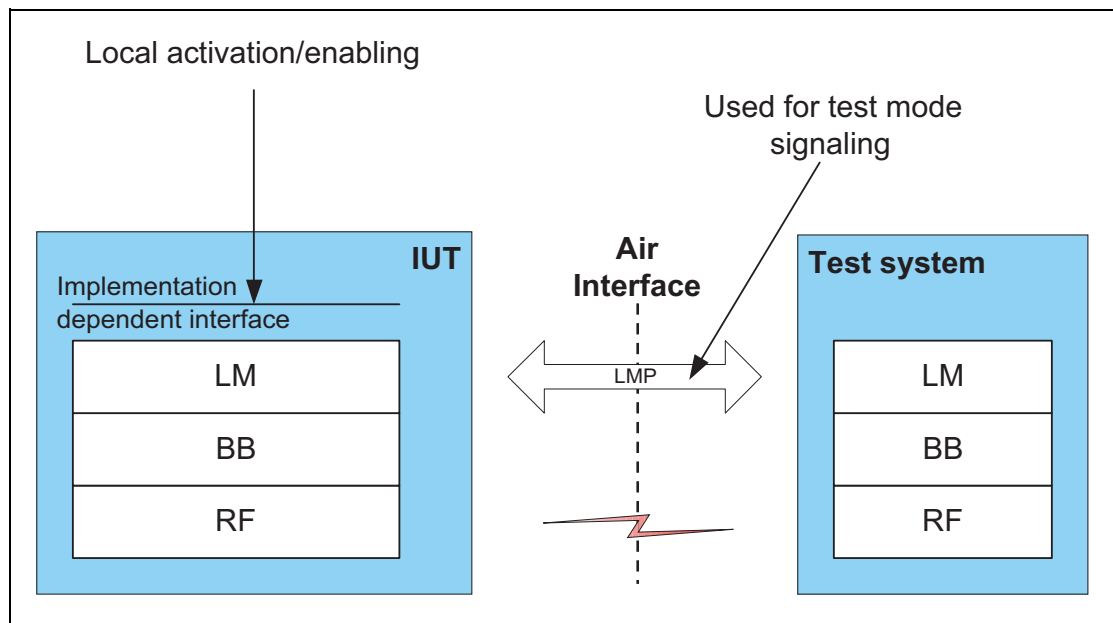 Local activation/enabling
Used for test mode
signaling
IUT
Implementation
dependent interface
LM
BB
RF
Air
Interface
LMP
Test system
LM
BB
RF